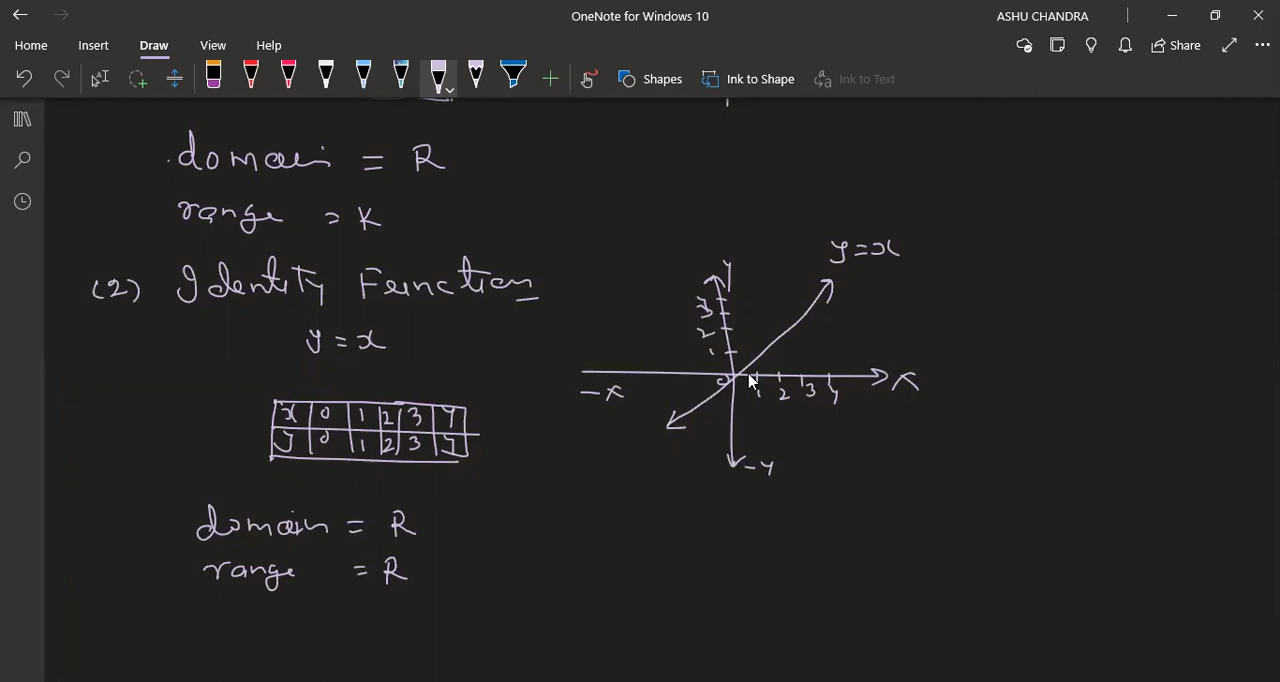 OneNote for Windows 10
ASHU CHANDRA
Home Insert Draw View Help
Share
Shapes
Ink to Shape
Ink to Text
domain = R
range = K
(2) Identity Function
y = x
x 0 1 2 3 4
y 0 1 2 3 4
domain = R
range = R
y = x
y
4
3
2
1
0
1 2 3 4
x
-x
-y